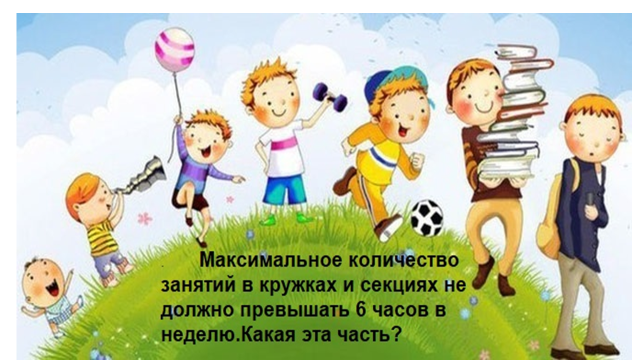 Максимальное количество
занятий в кружках и секциях не
должно превышать 6 часов в
неделю.Какая эта часть?